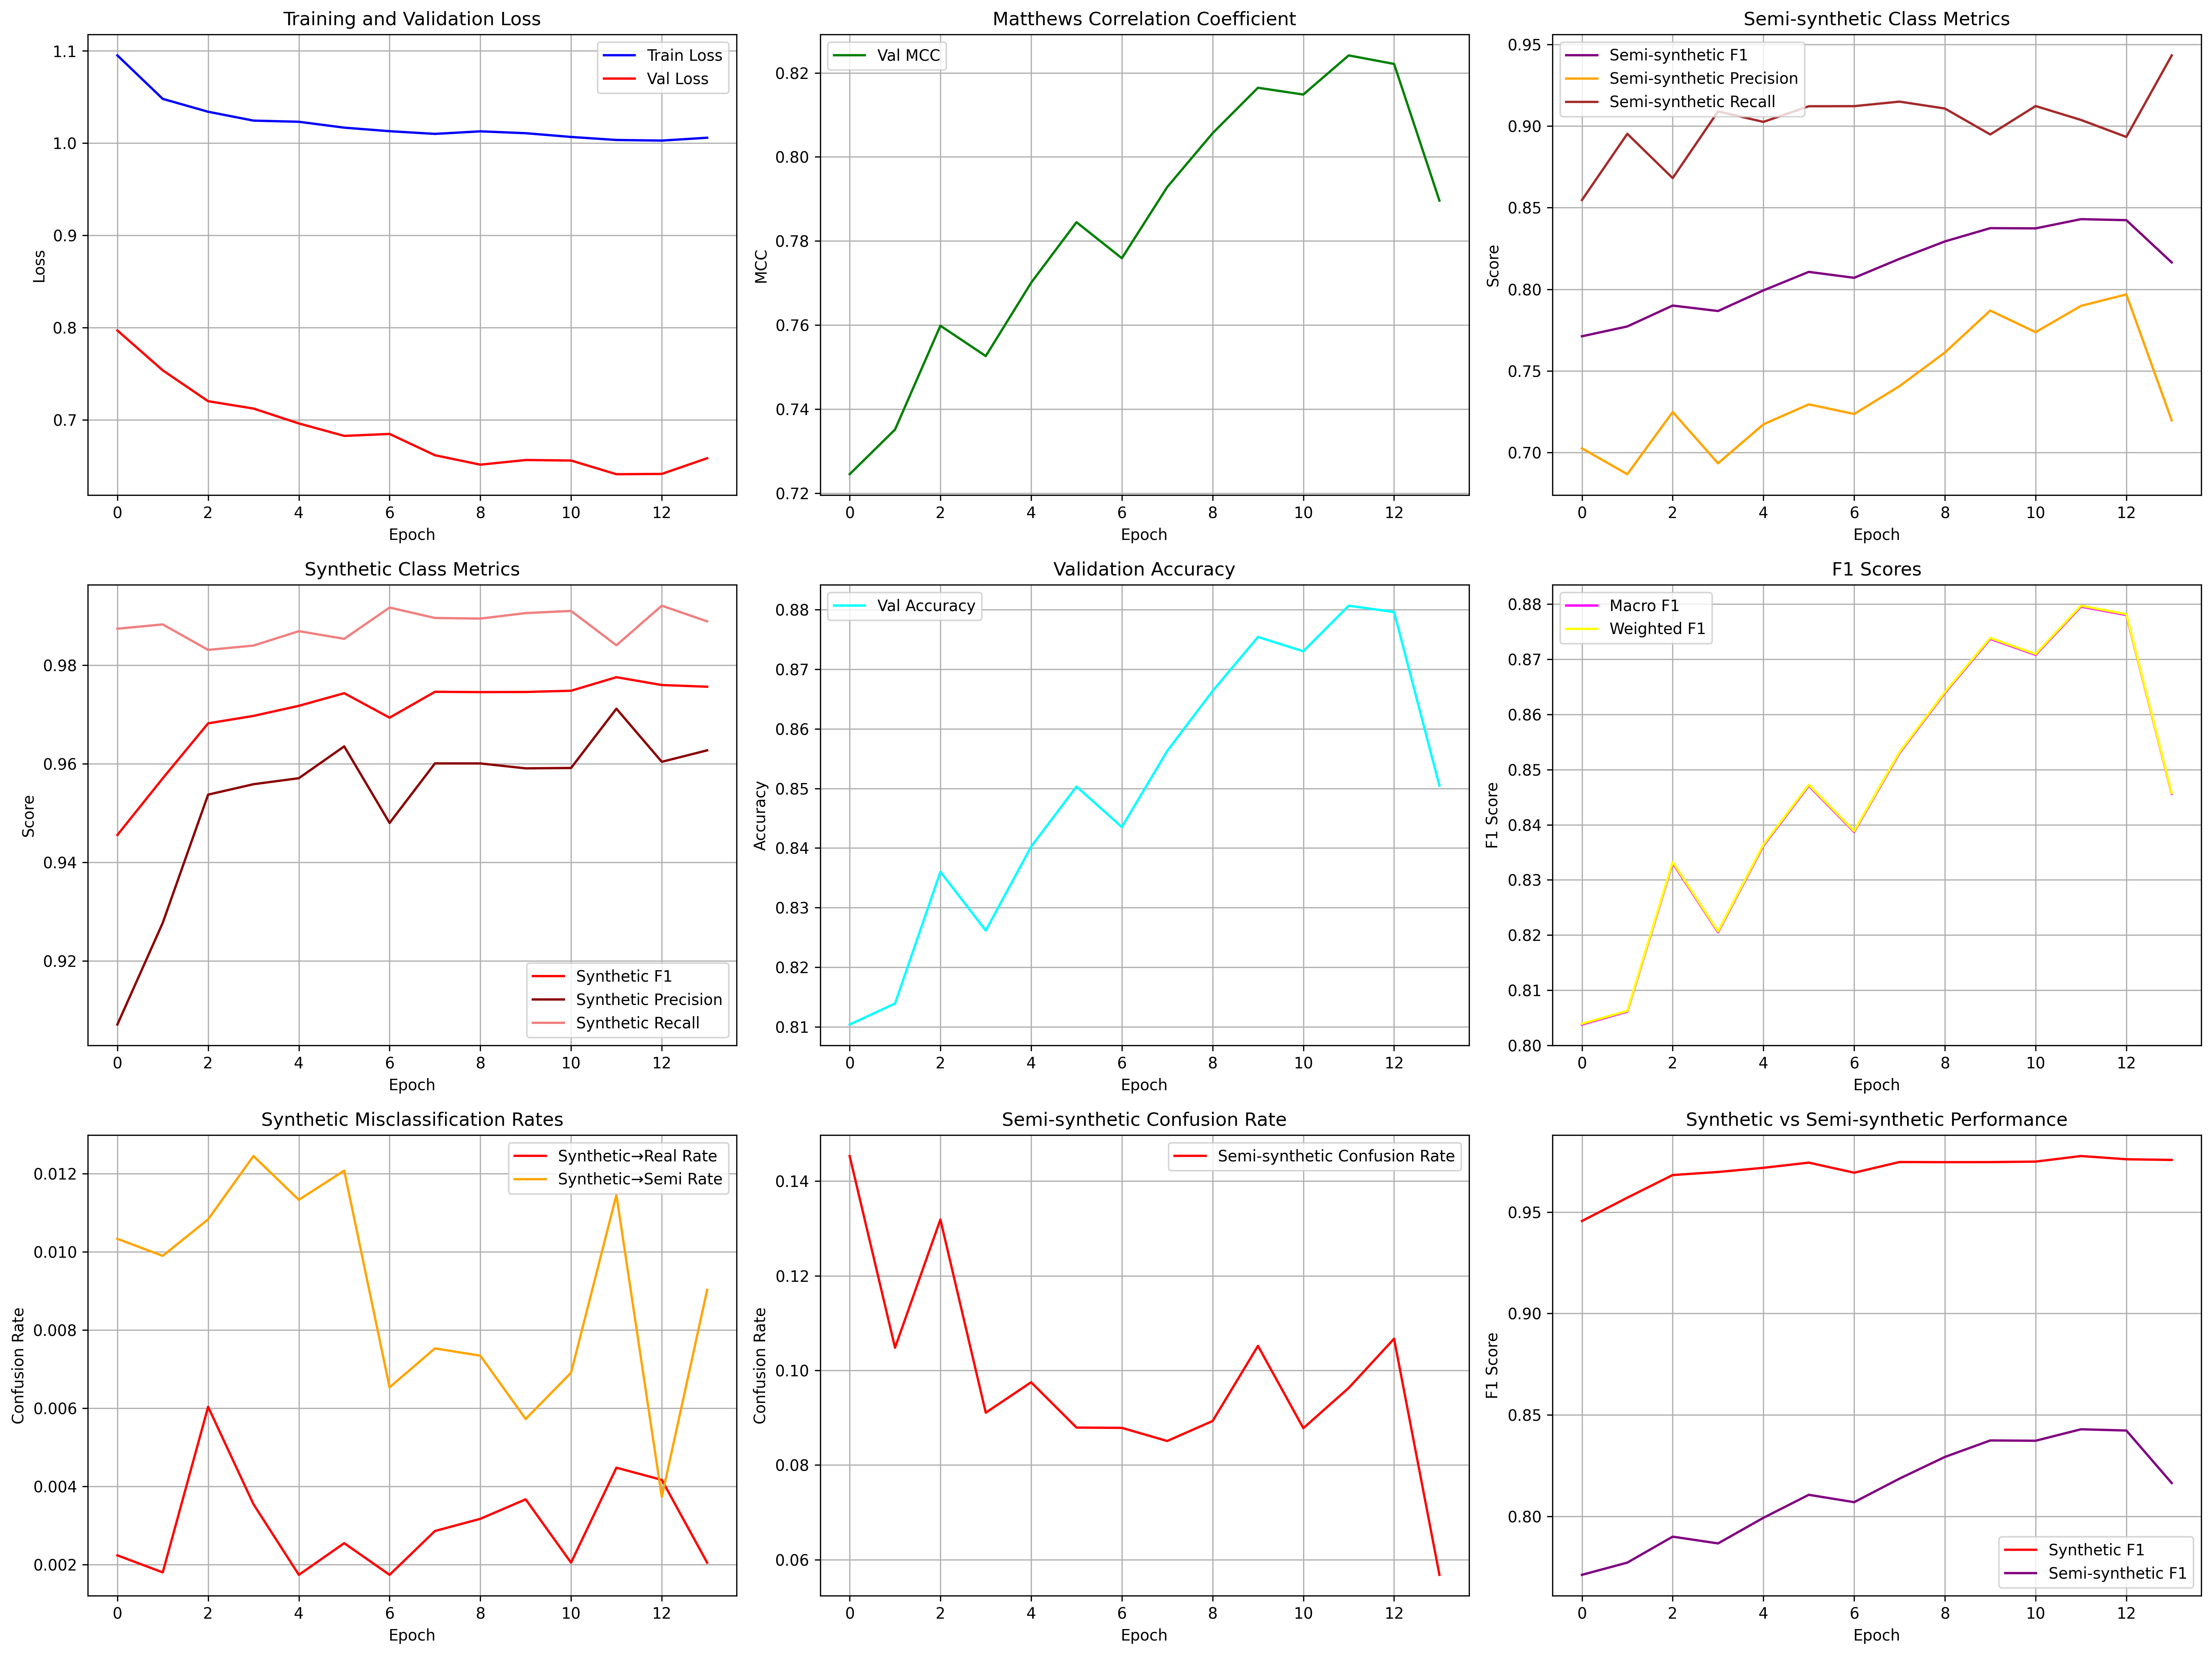 Training and Validation Loss
Train Loss
Val Loss
1.1
1.0
0.9
0.8
0.7
Loss
0 2 4 6 8 10 12
Epoch
Matthews Correlation Coefficient
Val MCC
0.82
0.80
0.78
0.76
0.74
0.72
MCC
0 2 4 6 8 10 12
Epoch
Semi-synthetic Class Metrics
Semi-synthetic F1
Semi-synthetic Precision
Semi-synthetic Recall
0.95
0.90
0.85
0.80
0.75
0.70
Score
0 2 4 6 8 10 12
Epoch
Synthetic Class Metrics
0.98
0.96
0.94
0.92
Score
Synthetic F1
Synthetic Precision
Synthetic Recall
0 2 4 6 8 10 12
Epoch
Validation Accuracy
Val Accuracy
0.88
0.87
0.86
0.85
0.84
0.83
0.82
0.81
Accuracy
0 2 4 6 8 10 12
Epoch
F1 Scores
Macro F1
Weighted F1
0.88
0.87
0.86
0.85
0.84
0.83
0.82
0.81
0.80
F1 Score
0 2 4 6 8 10 12
Epoch
Synthetic Misclassification Rates
Synthetic→Real Rate
Synthetic→Semi Rate
0.012
0.010
0.008
0.006
0.004
0.002
Confusion Rate
0 2 4 6 8 10 12
Epoch
Semi-synthetic Confusion Rate
Semi-synthetic Confusion Rate
0.14
0.12
0.10
0.08
0.06
Confusion Rate
0 2 4 6 8 10 12
Epoch
Synthetic vs Semi-synthetic Performance
0.95
0.90
0.85
0.80
F1 Score
Synthetic F1
Semi-synthetic F1
0 2 4 6 8 10 12
Epoch